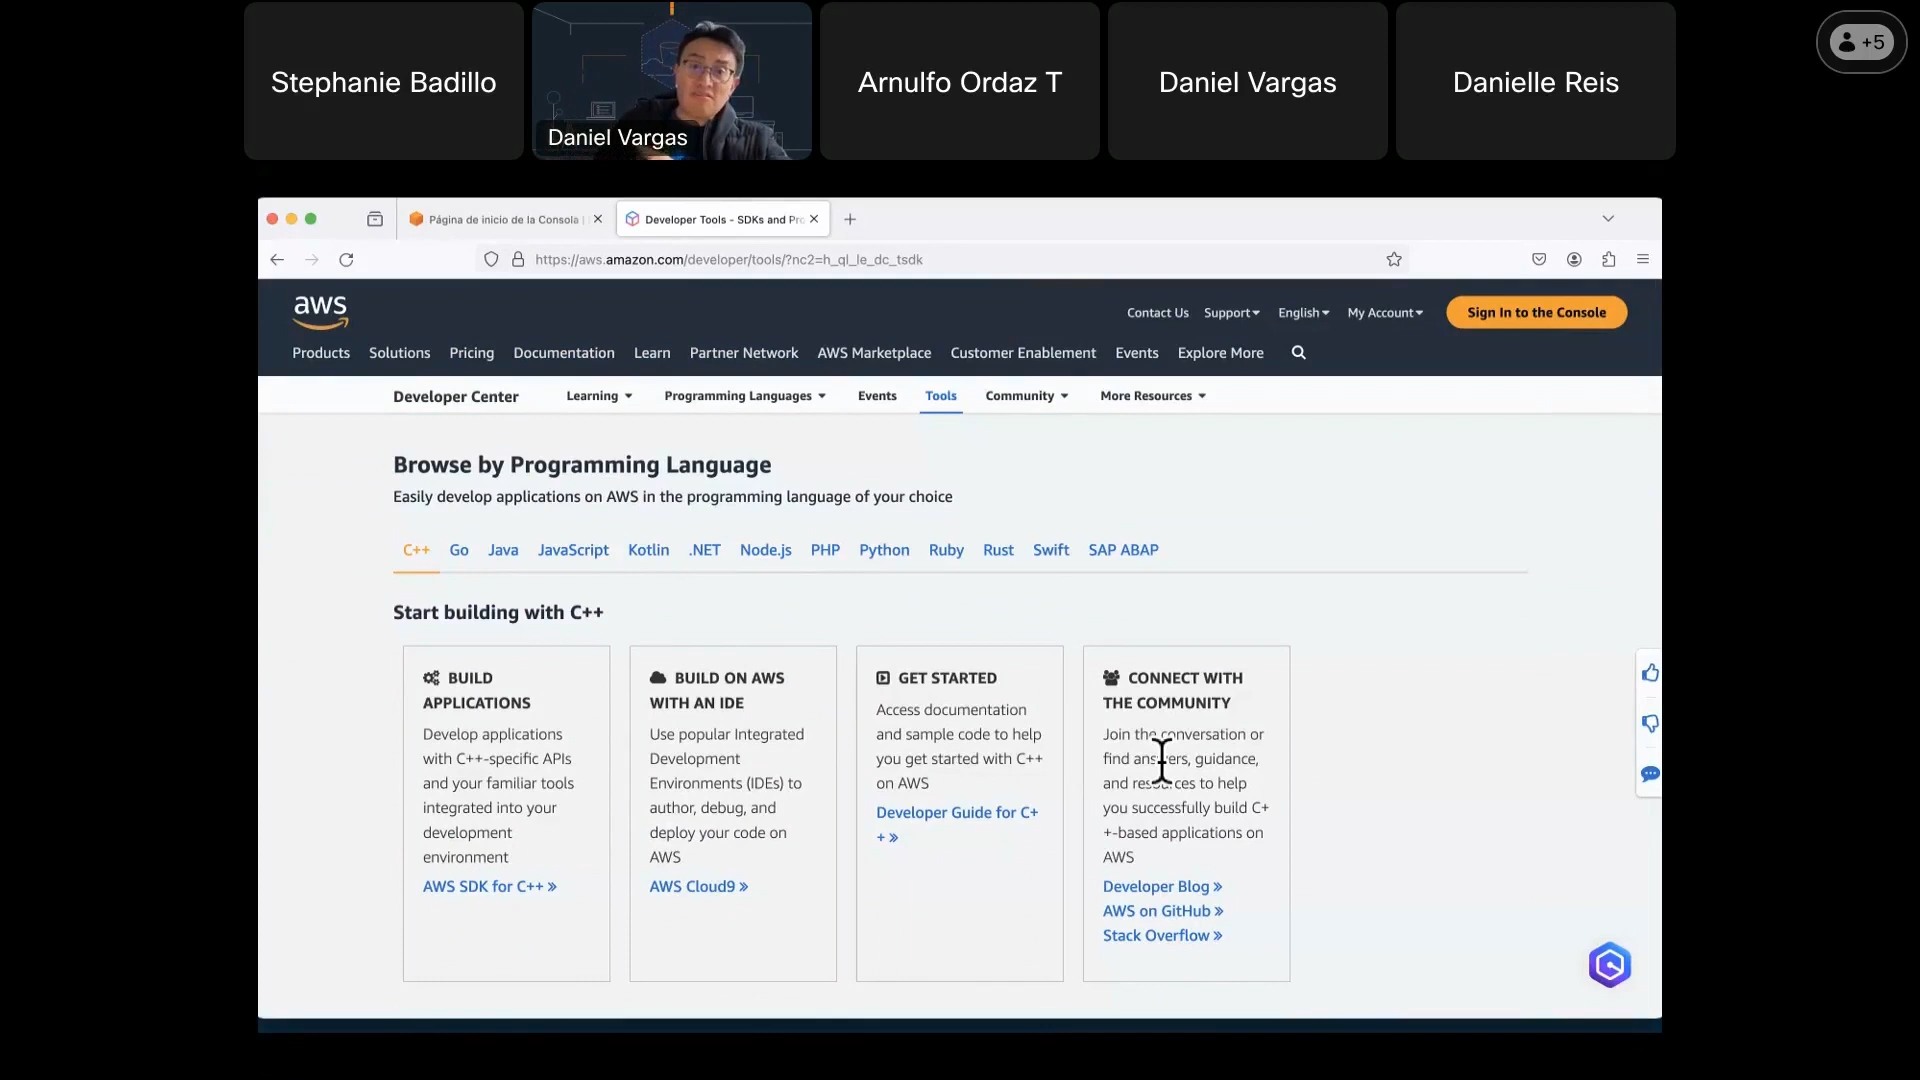 Stephanie Badillo
Daniel Vargas
Arnulfo Ordaz T
Daniel Vargas
Danielle Reis
+5
Página de inicio de la Consola |
Developer Tools - SDKs and Pro
https://aws.amazon.com/developer/tools/?nc2=h_ql_le_dc_tsdk
aws
Contact Us Support English My Account Sign In to the Console
Products Solutions Pricing Documentation Learn Partner Network AWS Marketplace Customer Enablement Events Explore More
Developer Center Learning Programming Languages Events Tools Community More Resources
Browse by Programming Language
Easily develop applications on AWS in the programming language of your choice
C++ Go Java JavaScript Kotlin .NET Node.js PHP Python Ruby Rust Swift SAP ABAP
Start building with C++
BUILD
APPLICATIONS
Develop applications
with C++-specific APIs
and your familiar tools
integrated into your
development
environment
AWS SDK for C++ »
BUILD ON AWS
WITH AN IDE
Use popular Integrated
Development
Environments (IDEs) to
author, debug, and
deploy your code on
AWS
AWS Cloud9 »
GET STARTED
Access documentation
and sample code to help
you get started with C++
on AWS
Developer Guide for C+
+ »
CONNECT WITH
THE COMMUNITY
Join the conversation or
find answers, guidance,
and resources to help
you successfully build C+
+-based applications on
AWS
Developer Blog »
AWS on GitHub »
Stack Overflow »